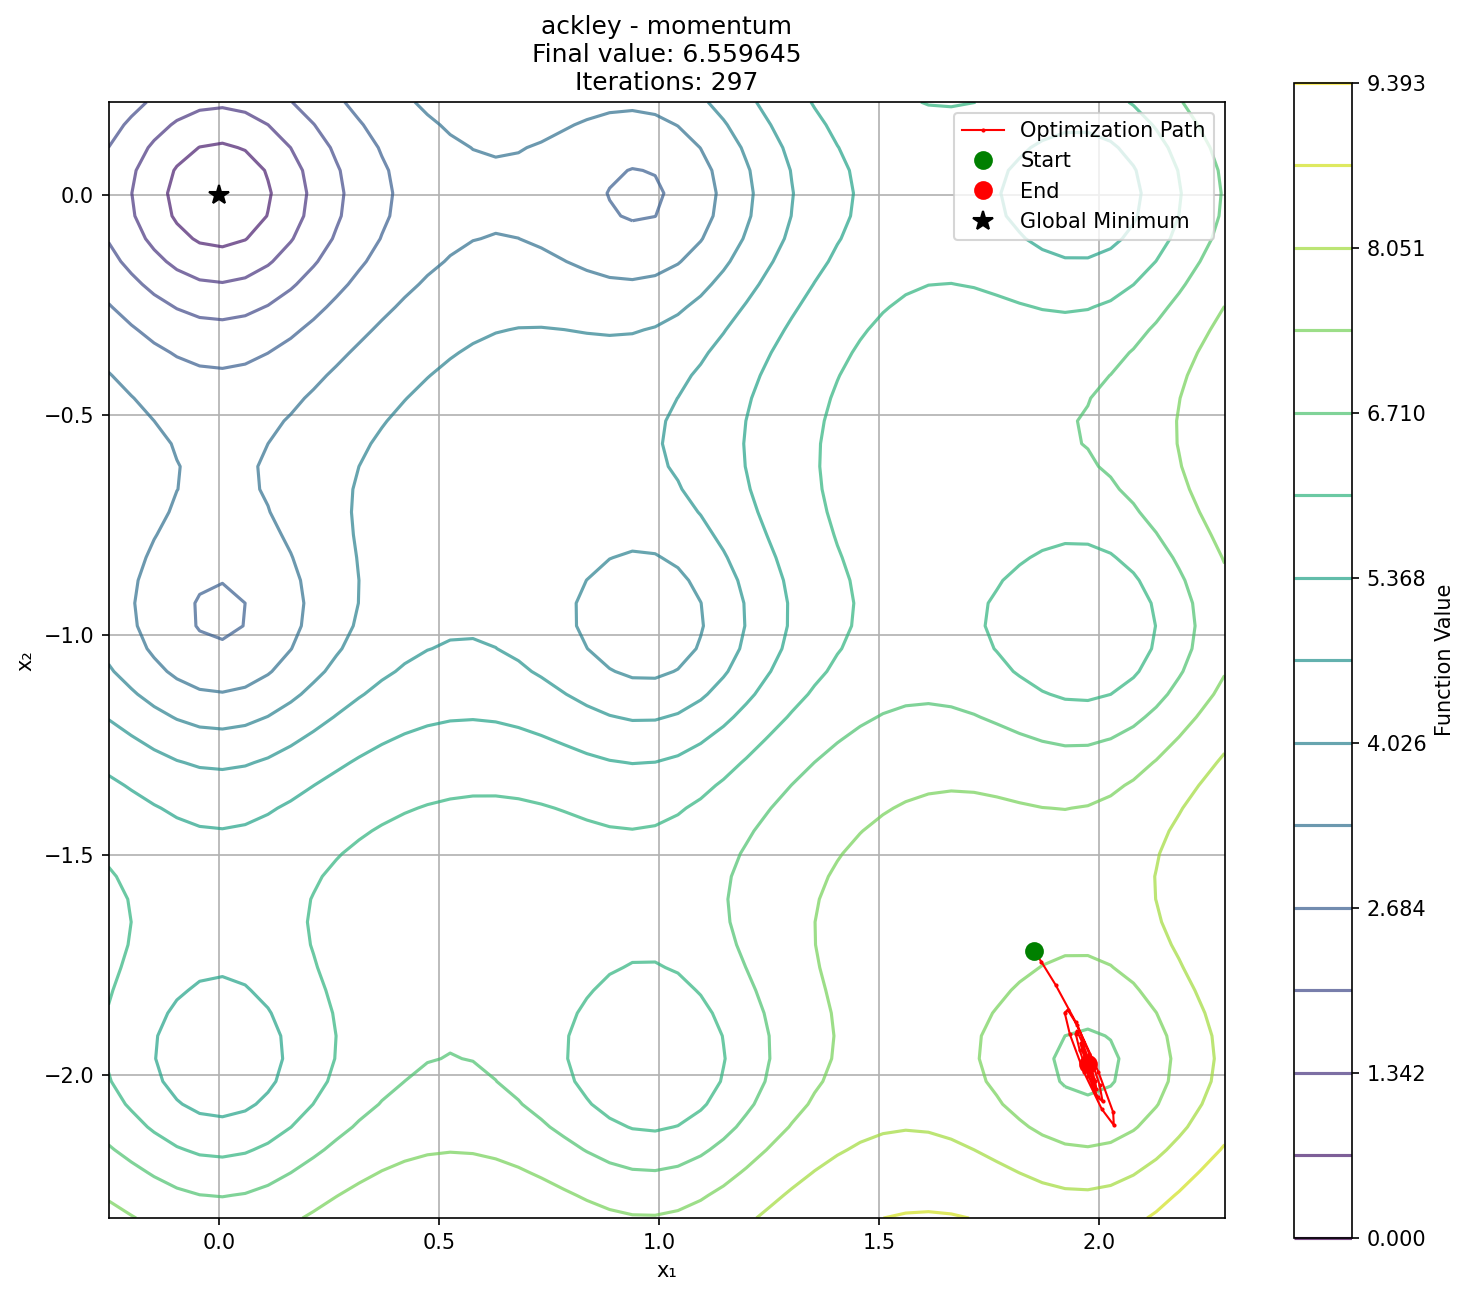 ackley - momentum
Final value: 6.559645
Iterations: 297
Optimization Path
Start
End
Global Minimum
0.0
−0.5
−1.0
−1.5
−2.0
x₂
0.0
0.5
1.0
1.5
2.0
x₁
9.393
8.051
6.710
5.368
4.026
2.684
1.342
0.000
Function Value